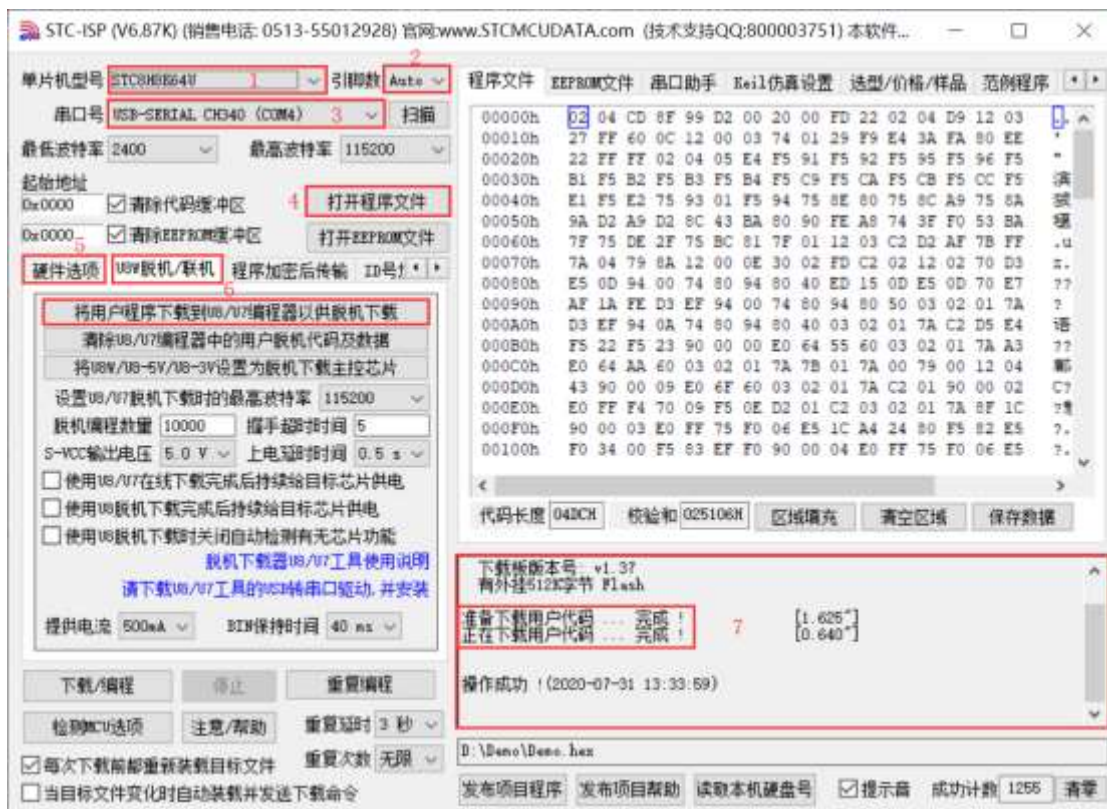 STC-ISP (V6.87K) (销售电话: 0513-55012928) 官网:www.STCMCUDATA.com (技术支持QQ:800003751) 本软件...
单片机型号 STC8H8K64U 1 引脚数 2 Auto
串口号 USB-SERIAL CH340 (COM4) 3 扫描
最低波特率 2400 最高波特率 115200
起始地址
0x0000 清除代码缓冲区 4 打开程序文件
0x0000 清除EEPROM缓冲区 打开EEPROM文件
5
硬件选项 U8W脱机/联机 程序加密后传输
6
将用户程序下载到U8/U7编程器以供脱机下载
清除U8/U7编程器中的用户脱机代码及数据
将U8W/U8-5V/U8-3V设置为脱机下载主控芯片
设置U8/U7脱机下载时的最高波特率 115200
脱机编程数量 10000 握手超时时间 5
S-VCC输出电压 5.0 V 上电延时时间 0.5 s
使用U8/U7在线下载完成后持续给目标芯片供电
使用U8脱机下载完成后持续给目标芯片供电
使用U8脱机下载时关闭自动检测有无芯片功能
脱机下载器U8/U7工具使用说明
请下载U8/U7工具的USB转串口驱动,并安装
提供电流 500mA BIN保持时间 40 ms
下载/编程 停止 重复编程
检测MCU选项 注意/帮助 重复延时 3 秒
重复次数 无限
每次下载前都重新装载目标文件
当目标文件变化时自动装载并发送下载命令
程序文件 EEPROM文件 串口助手 Keil仿真设置 选型/价格/样品 范例程序
00000h 02 04 CD 8F 99 D2 00 20 00 FD 22 02 04 D9 12 03
00010h 27 FF 60 0C 12 00 03 74 01 29 F9 E4 3A FA 80 EE
00020h 22 FF FF 02 04 05 E4 F5 91 F5 92 F5 95 F5 96 F5
00030h B1 F5 B2 F5 B3 F5 B4 F5 C9 F5 CA F5 CB F5 CC F5
00040h E1 F5 E2 75 93 01 F5 94 75 8E 80 75 8C A9 75 8A
00050h 9A D2 A9 D2 8C 43 BA 80 90 FE A8 74 3F F0 53 BA
00060h 7F 75 DE 2F 75 BC 81 7F 01 12 03 C2 D2 AF 7B FF
00070h 7A 04 79 8A 12 00 0E 30 02 FD C2 02 12 02 70 D3
00080h E5 0D 94 00 74 80 94 80 40 ED 15 0D E5 0D 70 E7
00090h AF 1A FE D3 EF 94 00 74 80 94 80 50 03 02 01 7A
000A0h D3 EF 94 0A 74 80 94 80 40 03 02 01 7A C2 D5 E4
000B0h F5 22 F5 23 90 00 00 E0 64 55 60 03 02 01 7A A3
000C0h E0 64 AA 60 03 02 01 7A 7B 01 7A 00 79 00 12 04
000D0h 43 90 00 09 E0 6F 60 03 02 01 7A C2 01 90 00 02
000E0h E0 FF F4 70 09 F5 0E D2 01 C2 03 02 01 7A 8F 1C
000F0h 90 00 03 E0 FF 75 F0 06 E5 1C A4 24 80 F5 82 E5
00100h F0 34 00 F5 83 EF F0 90 00 04 E0 FF 75 F0 06 E5
代码长度 04DCH 校验和 025106H 区域填充 清空区域 保存数据
下载板版本号: v1.37
有外挂512K字节 Flash
准备下载用户代码 ... 完成 ! [1.625"]
正在下载用户代码 ... 完成 ! [0.640"]
7
操作成功 !(2020-07-31 13:33:59)
D:\Demo\Demo.hex
发布项目程序 发布项目帮助 读取本机硬盘号 提示音 成功计数 1256 清零